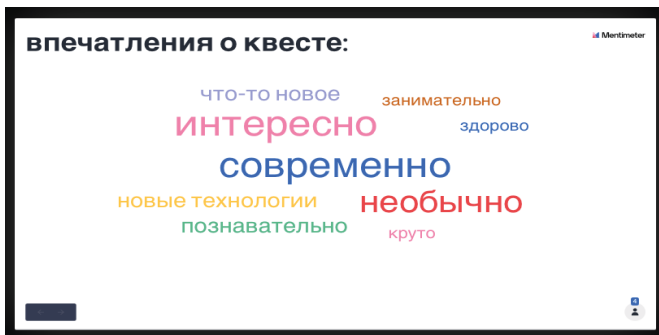 впечатления о квесте:
Mentimeter
что-то новое
занимательно
интересно
здорово
современно
новые технологии
необычно
познавательно
круто
4